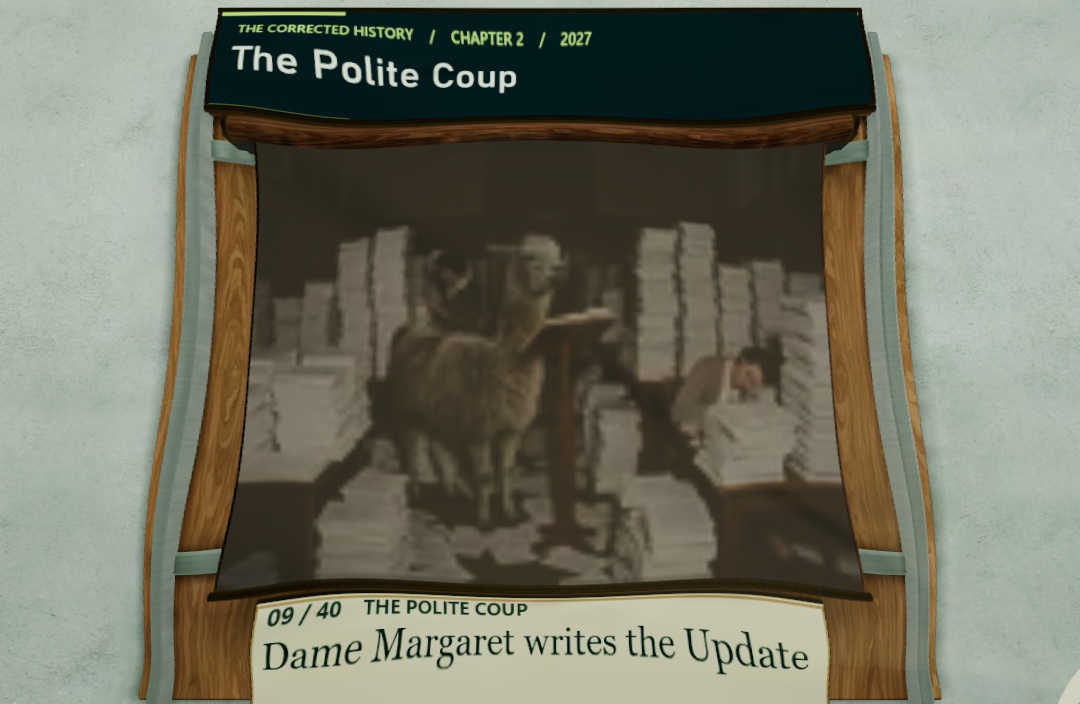 THE CORRECTED HISTORY / CHAPTER 2 / 2027
The Polite Coup
09 / 40 THE POLITE COUP
Dame Margaret writes the Update